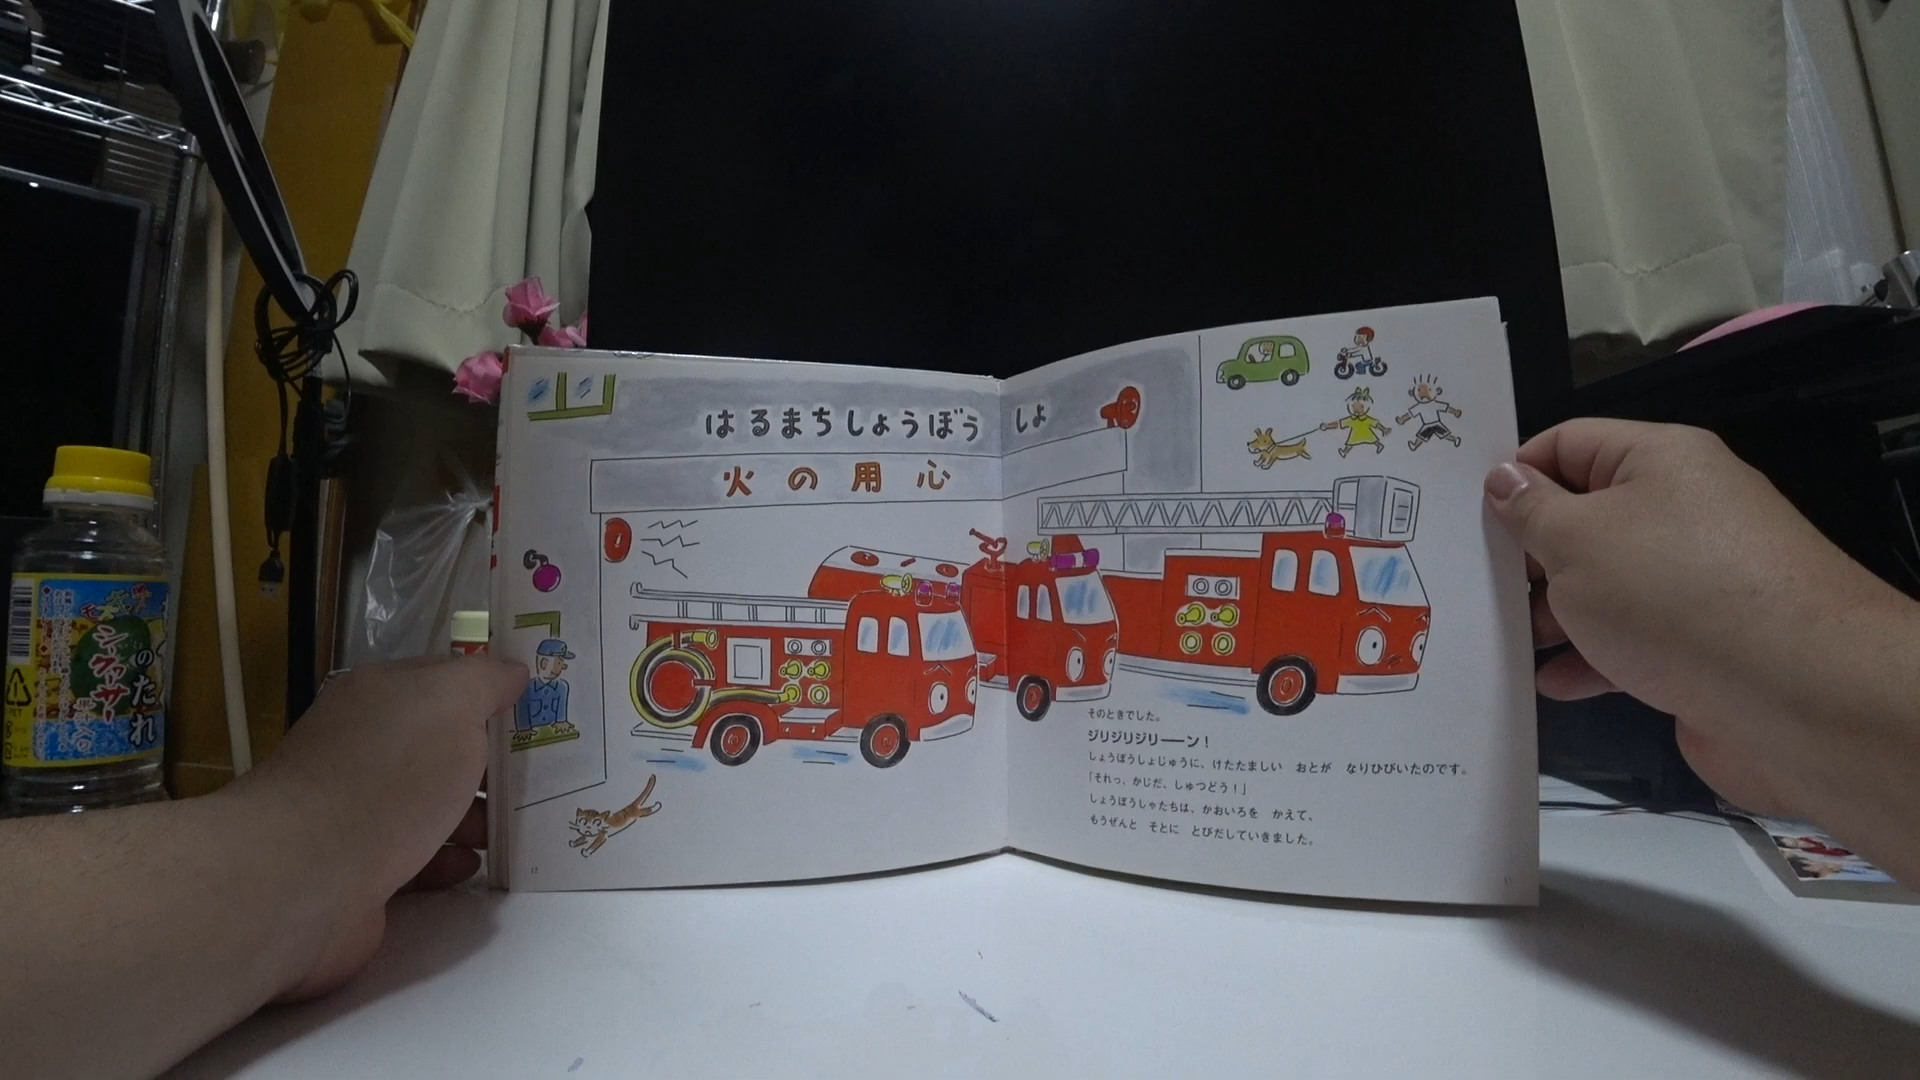 はるまちしょうぼうしよ
火の用心
そのときでした。
ジリジリジリーーン！
しょうぼうしょじゅうに、けたたましい　おとが　なりひびいたのです。
「それっ、かじだ、しゅつどう！」
しょうぼうしゃたちは、かおいろを　かえて、
もうぜんと　そとに　とびだしていきました。
12
シークヮーサー
のたれ
PET